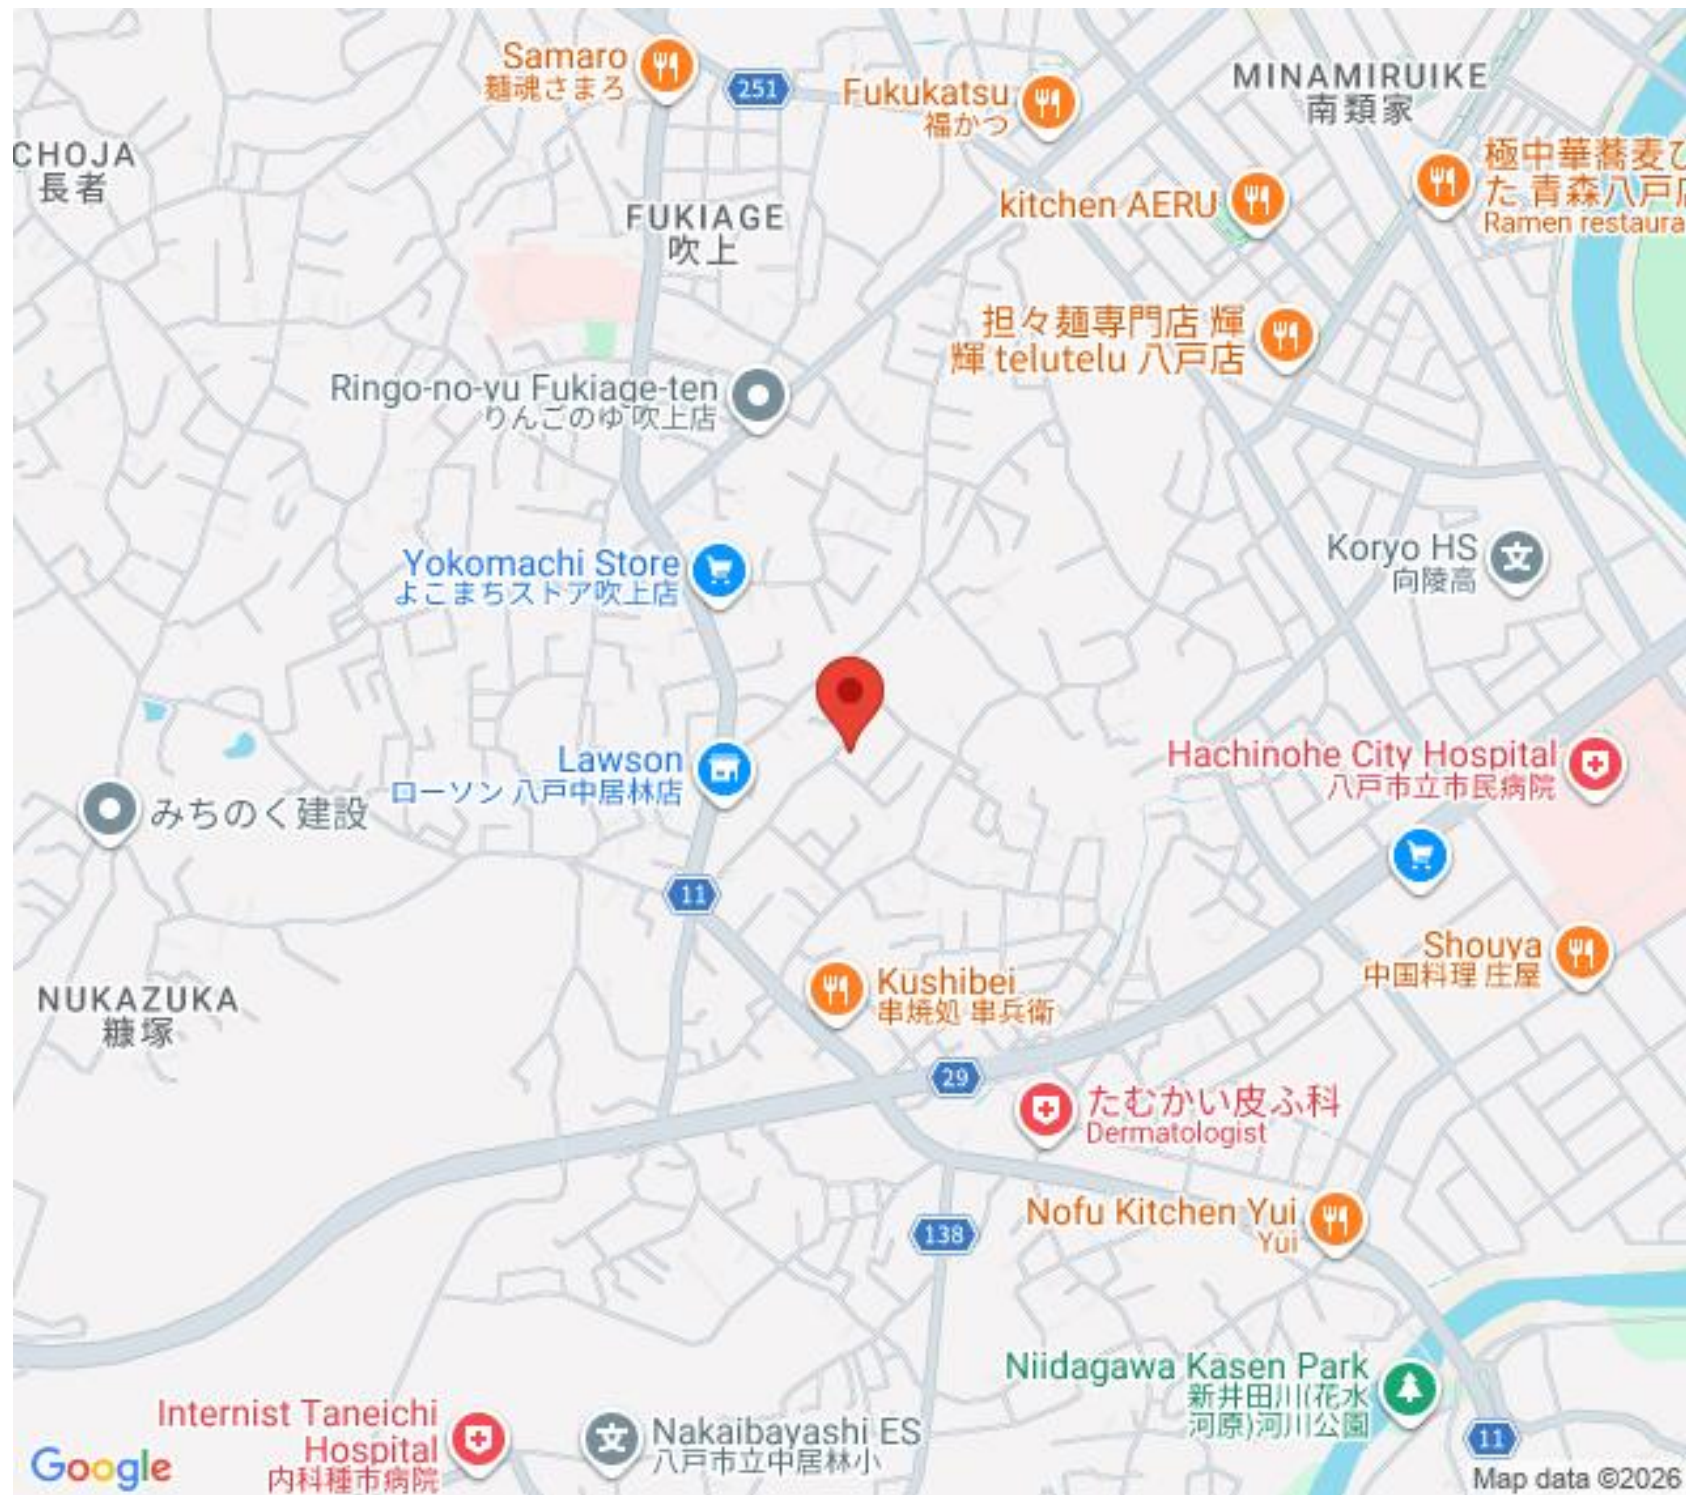 Samaro
麺魂さまろ
251
Fukukatsu
福かつ
MINAMIRUIKE
南類家
CHOJA
長者
極中華蕎麦ひ
た 青森八戸店
Ramen restaura
kitchen AERU
FUKIAGE
吹上
担々麺専門店 輝
輝 telutelu 八戸店
Ringo-no-yu Fukiage-ten
りんごのゆ 吹上店
Yokomachi Store
よこまちストア吹上店
Koryo HS
向陵高
Lawson
ローソン 八戸中居林店
Hachinohe City Hospital
八戸市立市民病院
みちのく建設
11
Shouya
中国料理 庄屋
Kushibei
串焼処 串兵衛
NUKAZUKA
糠塚
29
たむかい皮ふ科
Dermatologist
138
Nofu Kitchen Yui
Yui
Niidagawa Kasen Park
新井田川(花水
河原)河川公園
Internist Taneichi
Hospital
内科種市病院
Nakaibayashi ES
八戸市立中居林小
11
Google
Map data ©2026